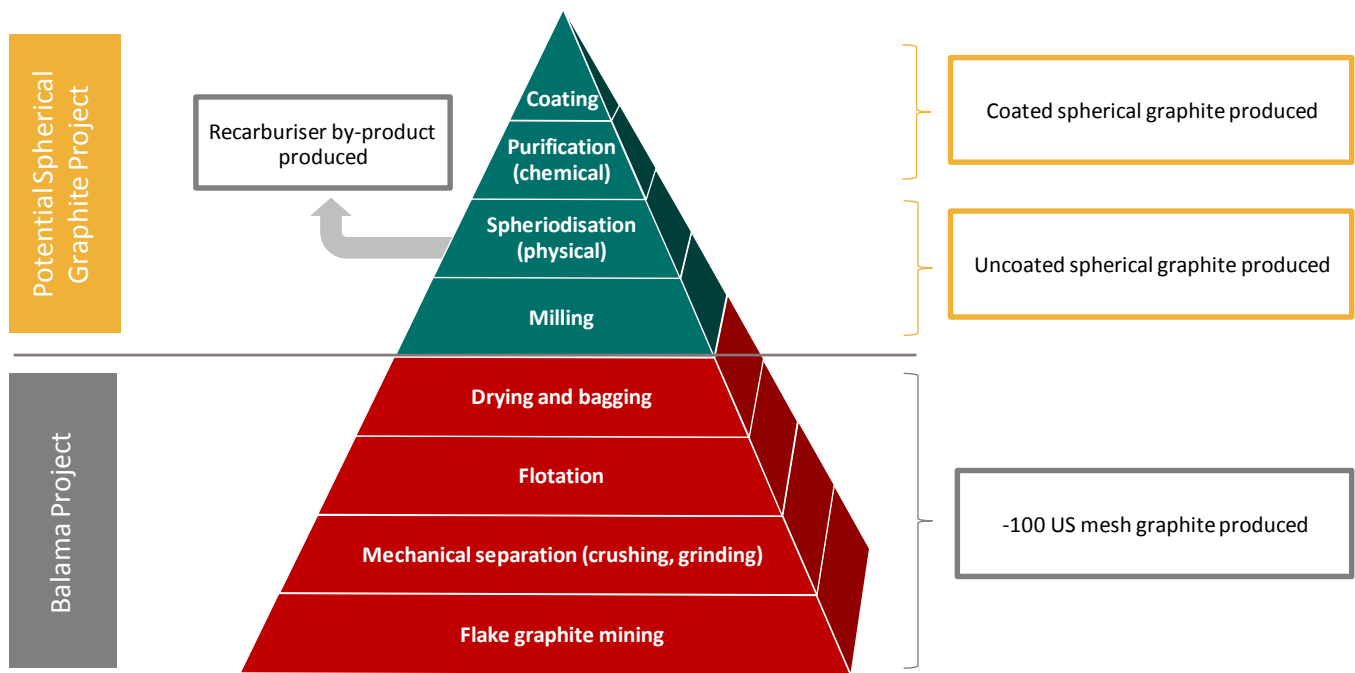 Potential Spherical
Graphite Project
Recarburiser by-product
produced
Coating
Purification
(chemical)
Spheriodisation
(physical)
Milling
Coated spherical graphite produced
Uncoated spherical graphite produced
Balama Project
Drying and bagging
Flotation
Mechanical separation (crushing, grinding)
Flake graphite mining
-100 US mesh graphite produced